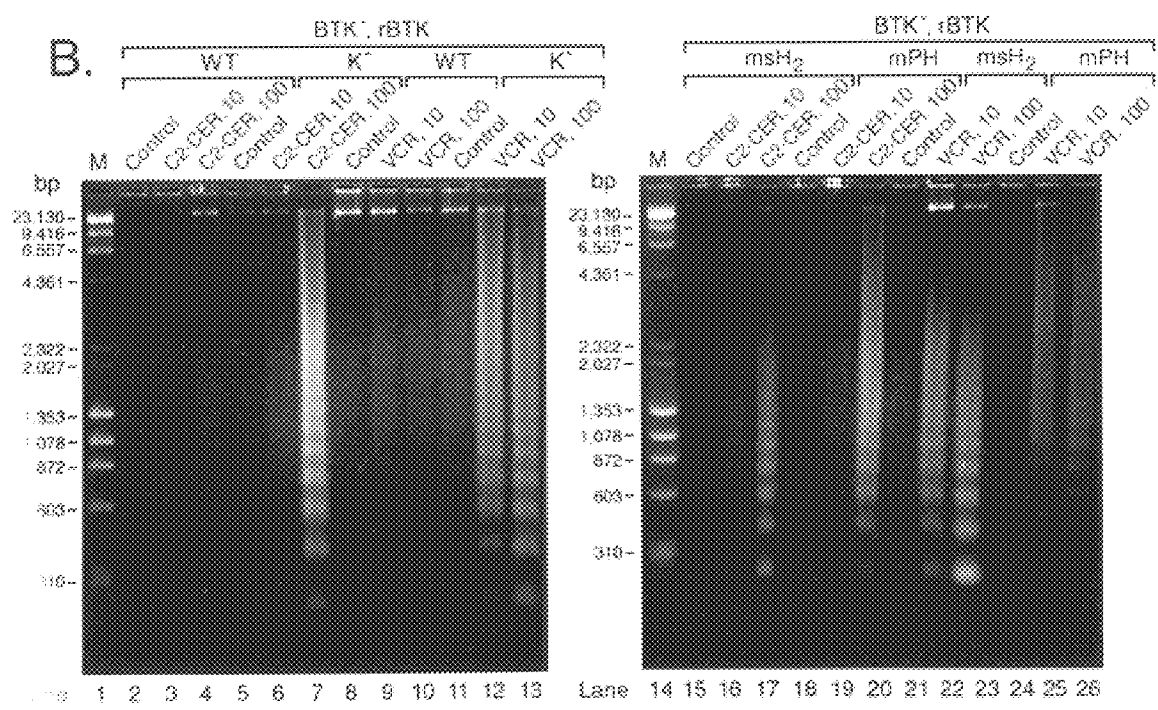 B.
BTK⁻, rBTK
WT K⁻ WT K⁻
Control C2-CER, 10 C2-CER, 100 Control C2-CER, 10 C2-CER, 100 Control VCR, 10 VCR, 100 Control VCR, 10 VCR, 100
M
bp
23.130
9.416
6.557
4.361
2.322
2.027
1.353
1.078
872
603
310
1 2 3 4 5 6 7 8 9 10 11 12 13
BTK⁻, rBTK
msH₂ mPH msH₂ mPH
Control C2-CER, 10 C2-CER, 100 Control C2-CER, 10 C2-CER, 100 Control VCR, 10 VCR, 100 Control VCR, 10 VCR, 100
M
bp
23.130
9.416
6.557
4.361
2.322
2.027
1.353
1.078
872
603
310
Lane 14 15 16 17 18 19 20 21 22 23 24 25 26